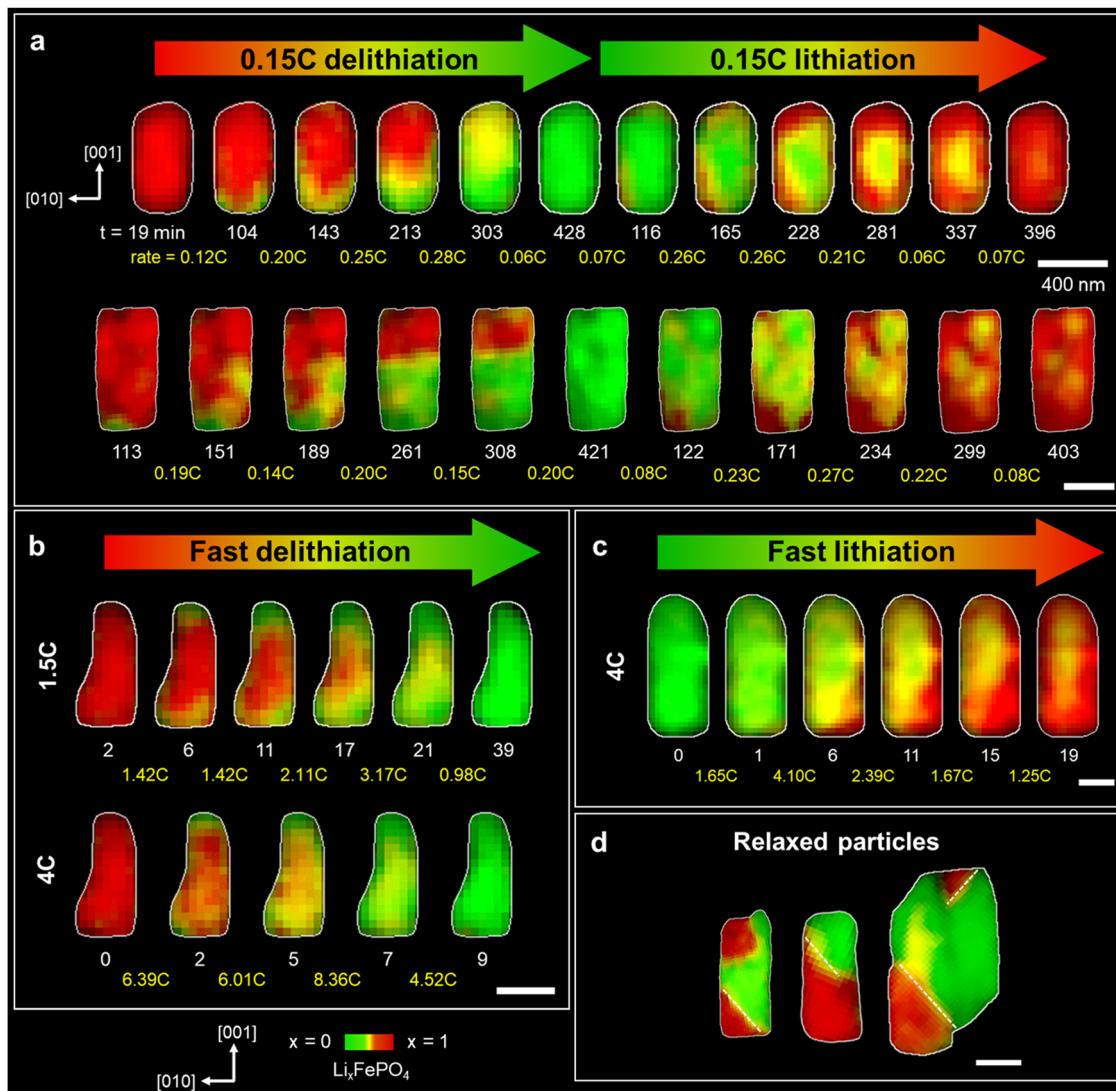 a
0.15C delithiation
0.15C lithiation
[001]
[010]
t = 19 min 104 143 213 303 428 116 165 228 281 337 396
rate = 0.12C 0.20C 0.25C 0.28C 0.06C 0.07C 0.26C 0.26C 0.21C 0.06C 0.07C
400 nm
113 151 189 261 308 421 122 171 234 299 403
0.19C 0.14C 0.20C 0.15C 0.20C 0.08C 0.23C 0.27C 0.22C 0.08C
b
Fast delithiation
1.5C
2 6 11 17 21 39
1.42C 1.42C 2.11C 3.17C 0.98C
4C
0 2 5 7 9
6.39C 6.01C 8.36C 4.52C
[001]
[010]
x = 0 x = 1
LiₓFePO₄
c
Fast lithiation
4C
0 1 6 11 15 19
1.65C 4.10C 2.39C 1.67C 1.25C
d
Relaxed particles